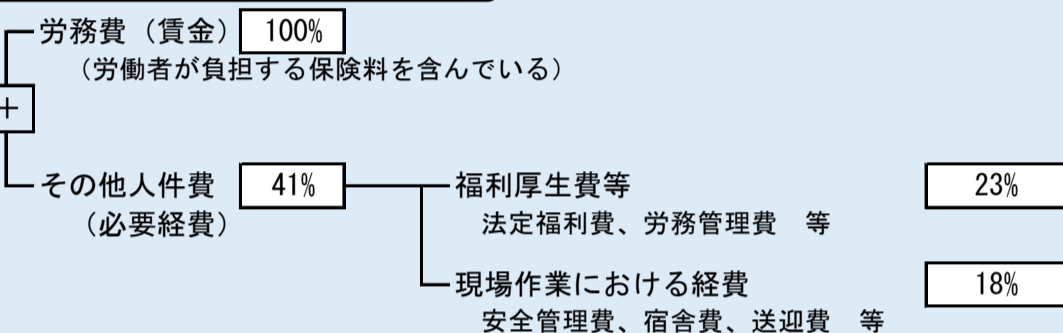 労務費（賃金） 100%
（労働者が負担する保険料を含んでいる）
＋
その他人件費 41% 福利厚生費等 23%
（必要経費） 法定福利費、労務管理費　等
現場作業における経費 18%
安全管理費、宿舎費、送迎費　等